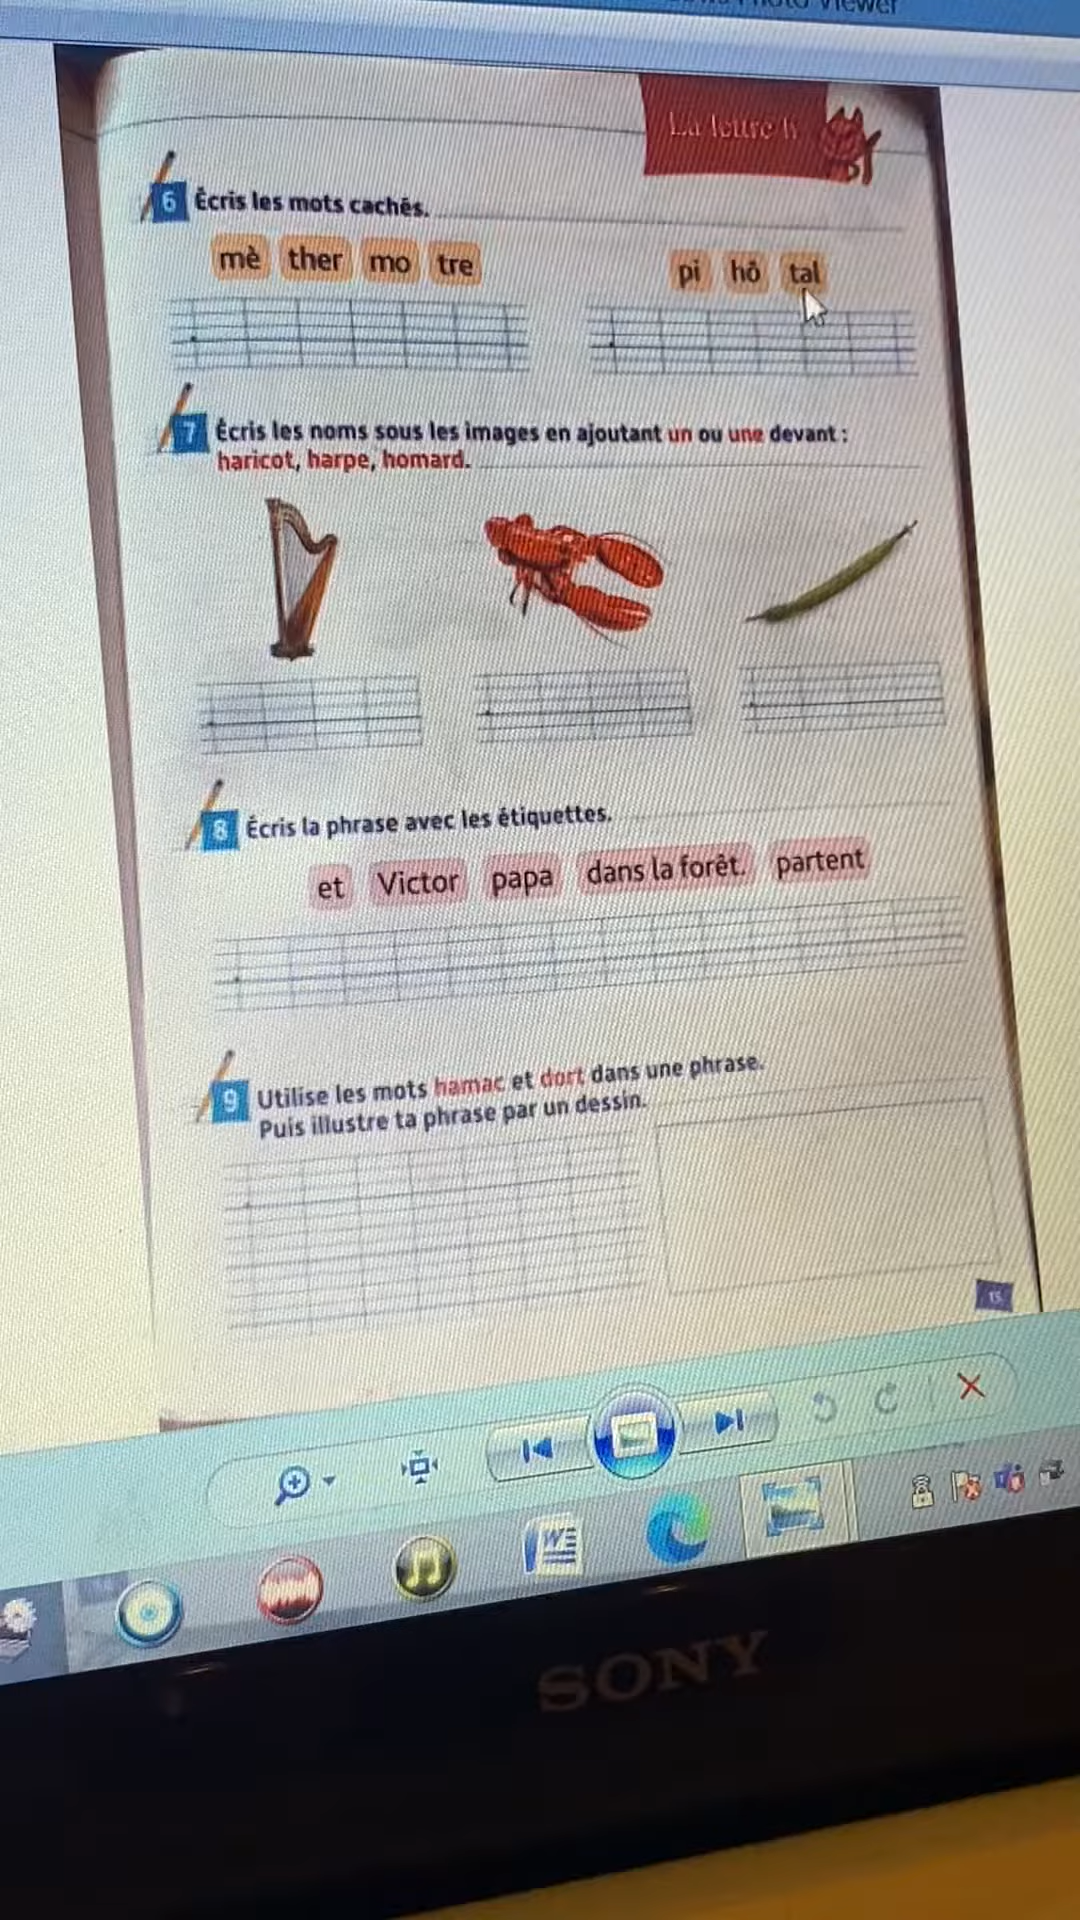 Viewer
La lettre h
6 Écris les mots cachés.
mè ther mo tre
pi hô tal
7 Écris les noms sous les images en ajoutant un ou une devant :
haricot, harpe, homard.
8 Écris la phrase avec les étiquettes.
et Victor papa dans la forêt. partent
9 Utilise les mots hamac et dort dans une phrase.
Puis illustre ta phrase par un dessin.
15
W
SONY